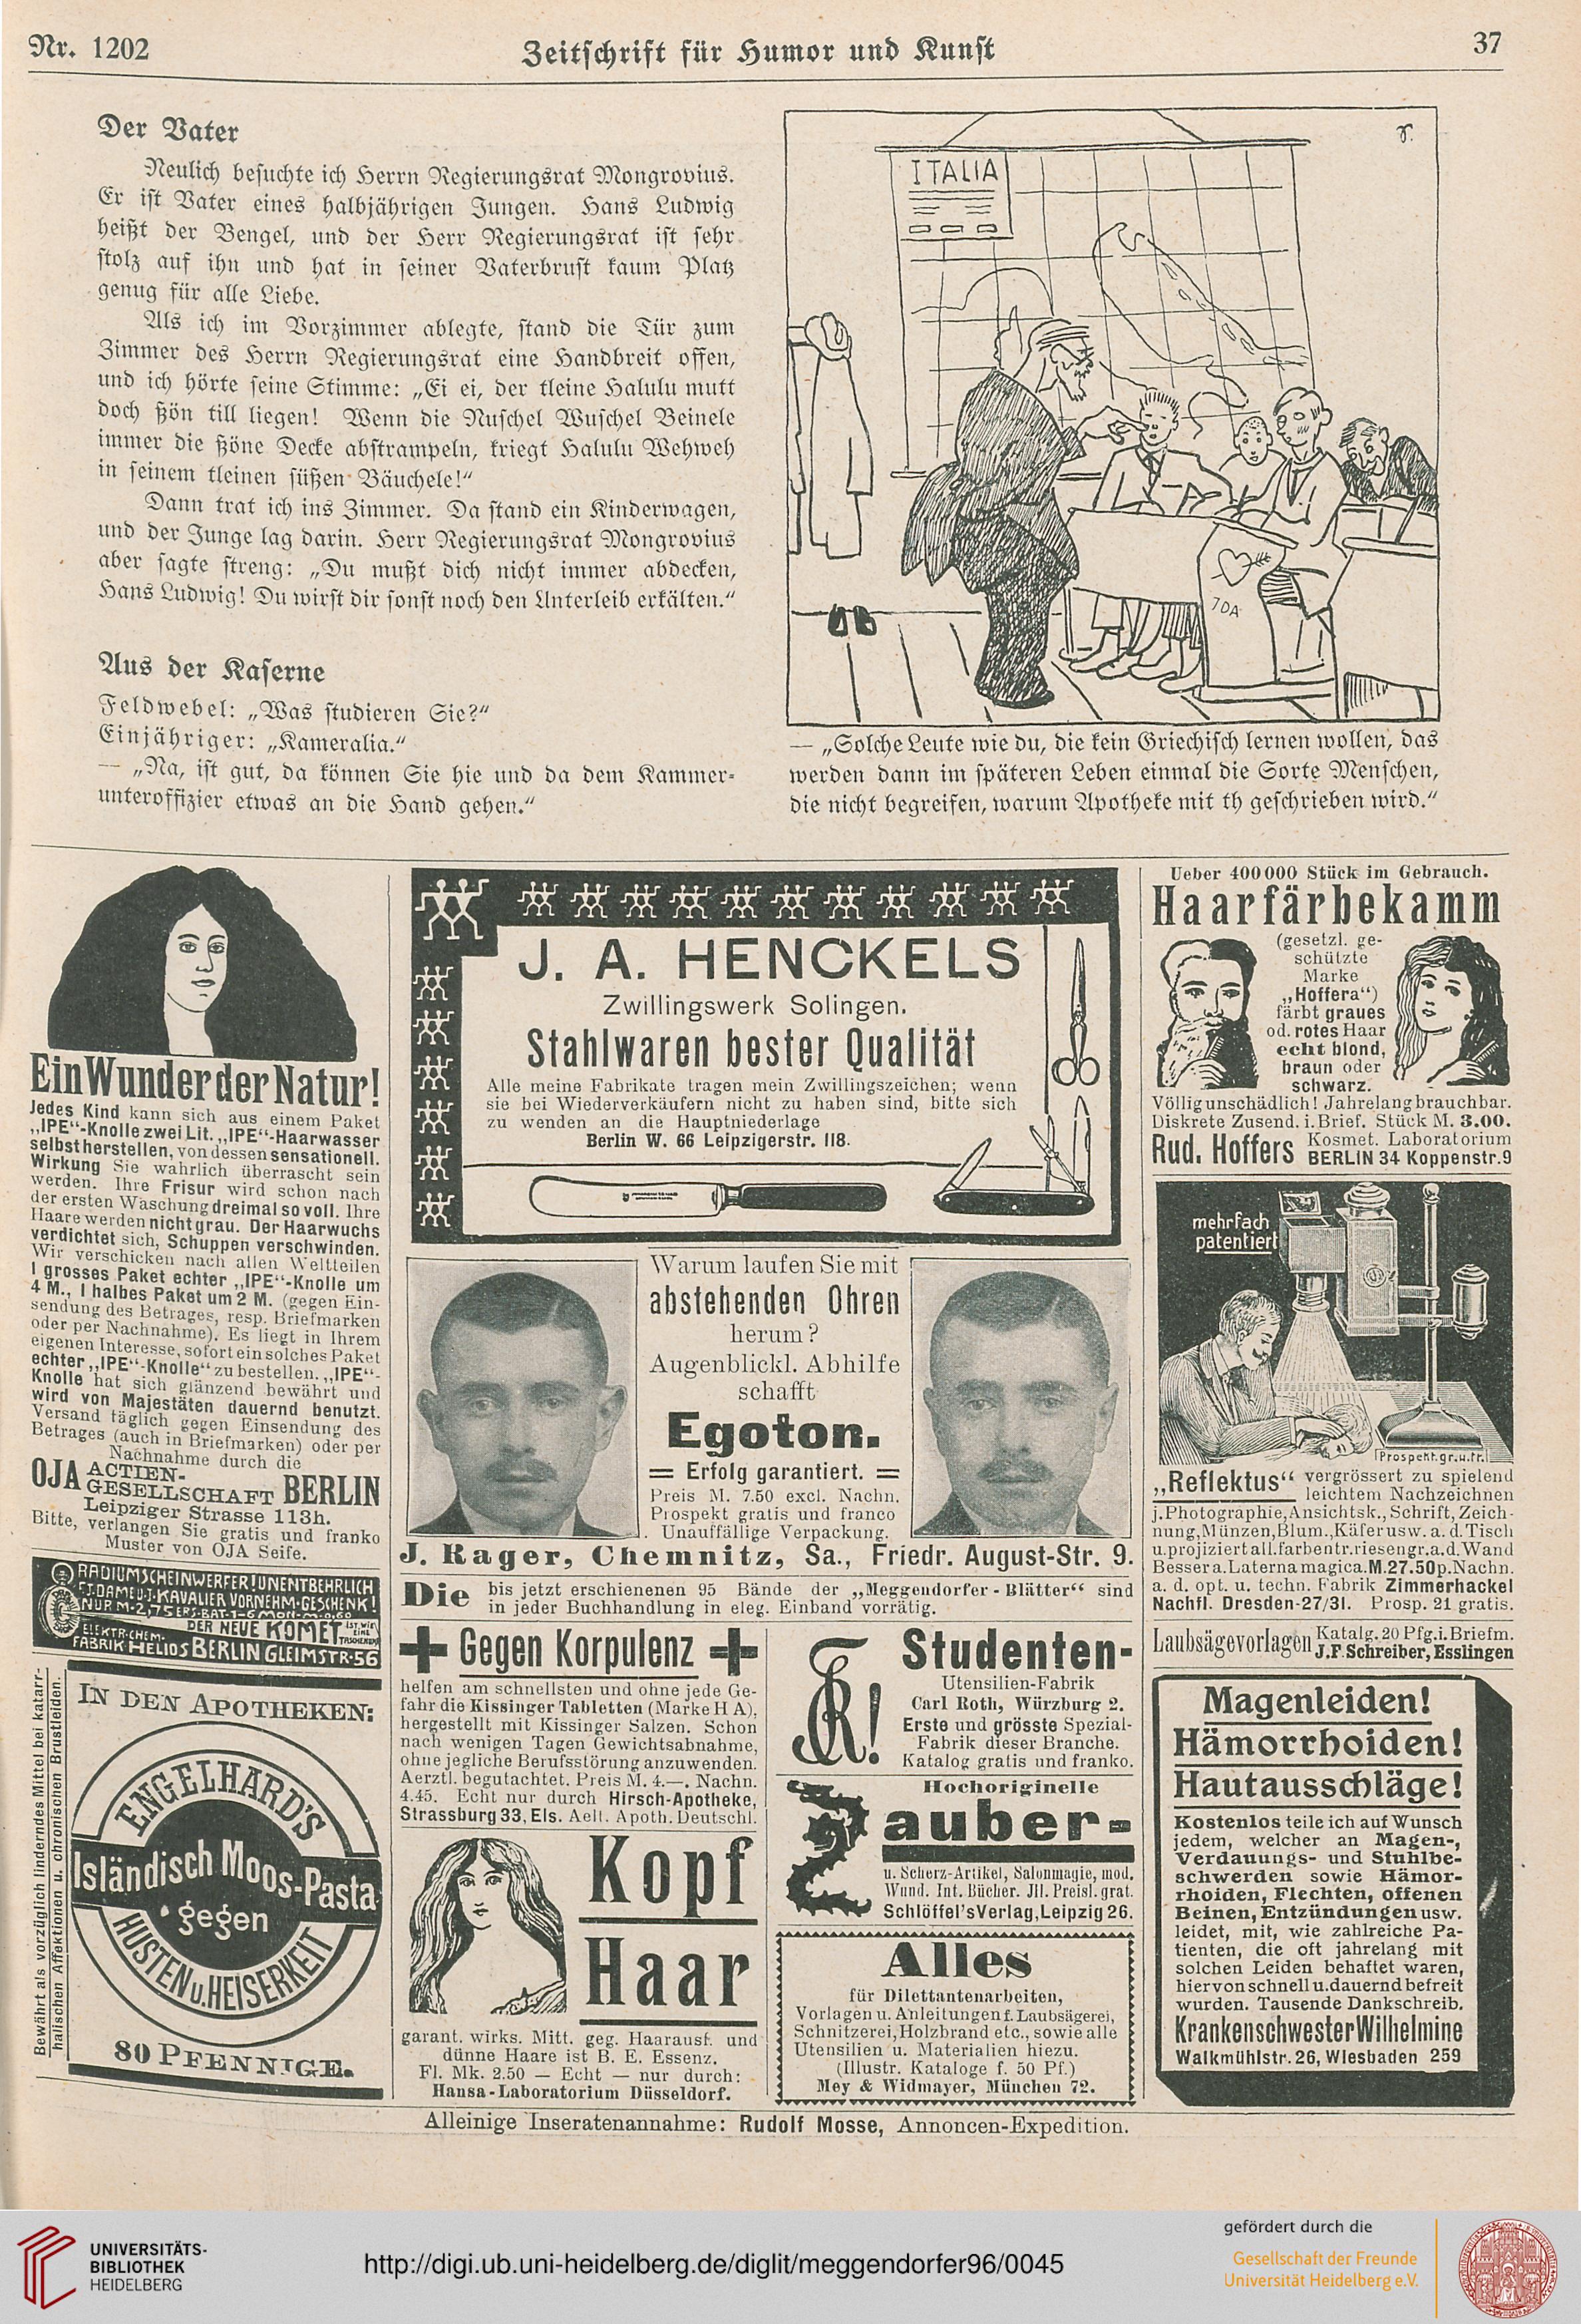 Nr. 1202
Zeitschrift für Humor und Kunst
37
Der Vater
Neulich besuchte ich Herrn Regierungsrat Mongrovius.
Er ist Vater eines halbjährigen Jungen. Hans Ludwig
heißt der Bengel, und der Herr Regierungsrat ist sehr
stolz auf ihn und hat in seiner Vaterbrust kaum Platz
genug für alle Liebe.
Als ich im Vorzimmer ablegte, stand die Tür zum
Zimmer des Herrn Regierungsrat eine Handbreit offen,
und ich hörte seine Stimme: „Ei ei, der tleine Halulu mutt
doch ßön till liegen! Wenn die Nuschel Wuschel Beinele
immer die ßöne Decke abstrampeln, kriegt Halulu Wehweh
in seinem tleinen süßen Bäuchele!“
Dann trat ich ins Zimmer. Da stand ein Kinderwagen,
und der Junge lag darin. Herr Regierungsrat Mongrovius
aber sagte streng: „Du mußt dich nicht immer abdecken,
Hans Ludwig! Du wirst dir sonst noch den Unterleib erkälten.“
Aus der Kaserne
Feldwebel: „Was studieren Sie?“
Einjähriger: „Kameralia.“
— „Na, ist gut, da können Sie hie und da dem Kammer-
unteroffizier etwas an die Hand gehen.“
ITALIA
IDA
— „Solche Leute wie du, die kein Griechisch lernen wollen, das
werden dann im späteren Leben einmal die Sorte Menschen,
die nicht begreifen, warum Apotheke mit th geschrieben wird.“
Ein Wunder der Natur!
Jedes Kind kann sich aus einem Paket
„IPE“-Knolle zwei Lit. „IPE“-Haarwasser
selbst herstellen, von dessen sensationell.
Wirkung Sie wahrlich überrascht sein
werden. Ihre Frisur wird schon nach
der ersten Waschung dreimal so voll. Ihre
Haare werden nicht grau. Der Haarwuchs
verdichtet sich, Schuppen verschwinden.
Wir verschicken nach allen Weltteilen
1 grosses Paket echter „IPE“-Knolle um
4 M., 1 halbes Paket um 2 M. (gegen Ein-
sendung des Betrages, resp. Briefmarken
oder per Nachnahme). Es liegt in Ihrem
eigenen Interesse, sofort ein solches Paket
echter „IPE“-Knolle“ zu bestellen. „IPE“-
Knolle hat sich glänzend bewährt und
wird von Majestäten dauernd benutzt.
Versand täglich gegen Einsendung des
Betrages (auch in Briefmarken) oder per
Nachnahme durch die
OJA ACTIEN-GESELLSCHAFT BERLIN
Leipziger Strasse 113h.
Bitte, verlangen Sie gratis und franko
Muster von OJA Seife.
RADIUMSCHEINWERFER! UNENTBEHRLICH
F.J.DAME U.J.KAVALIER VORNEHM. GESCHENK!
NUR M-2,75 ERS.BAT. 1-6 MON-M-0,60
DER NEUE KOMET IST WIE EINE TASCHENUHR
ELEKTR.CHEM.
FABRIK HELIOS BERLIN GLEIMSTR·56
Bewährt als vorzüglich linderndes Mittel bei katarr-
halischen Affektionen u. chronischen Brustleiden.
IN DEN APOTHEKEN:
ENGELHARD'S
Isländisch Moos-Pasta
gegen
HUSTEN u. HEISERKEIT
80 PFENNIGE.
J. A. HENCKELS
Zwillingswerk Solingen.
Stahlwaren bester Qualität
Alle meine Fabrikate tragen mein Zwillingszeichen; wenn
sie bei Wiederverkäufern nicht zu haben sind, bitte sich
zu wenden an die Hauptniederlage
Berlin W. 66 Leipzigerstr. 118.
Warum laufen Sie mit
abstehenden Ohren
herum?
Augenblickl. Abhilfe
schafft
Egoton.
= Erfolg garantiert. =
Preis M. 7.50 excl. Nachn.
Prospekt gratis und franco
Unauffällige Verpackung.
J. Rager, Chemnitz, Sa., Friedr. August-Str. 9.
Die bis jetzt erschienenen 95 Bände der „Meggendorfer-Blätter“ sind
in jeder Buchhandlung in eleg. Einband vorrätig.
+ Gegen Korpulenz +
helfen am schnellsten und ohne jede Ge-
fahr die Kissinger Tabletten (Marke H A),
hergestellt mit Kissinger Salzen. Schon
nach wenigen Tagen Gewichtsabnahme,
ohne jegliche Berufsstörung anzuwenden.
Aerztl. begutachtet. Preis M. 4.—. Nachn.
4.45. Echt nur durch Hirsch-Apotheke,
Strassburg 33, Els. Aelt. Apoth. Deutschl.
Kopf
Haar
garant. wirks. Mitt. geg. Haarausf. und
dünne Haare ist B. E. Essenz.
Fl. Mk. 2.50 — Echt — nur durch:
Hansa-Laboratorium Düsseldorf.
Studenten-
Utensilien-Fabrik
Carl Roth, Würzburg 2.
Erste und grösste Spezial-
Fabrik dieser Branche.
Katalog gratis und franko.
Hochoriginelle
Zauber-
u. Scherz-Artikel, Salonmagie, mod.
Wund. Int. Bücher. Jll. Preisl. grat.
Schlöffel's Verlag, Leipzig 26.
Alles
für Dilettantenarbeiten,
Vorlagen u. Anleitungen f. Laubsägerei,
Schnitzerei, Holzbrand etc., sowie alle
Utensilien u. Materialien hiezu.
(Illustr. Kataloge f. 50 Pf.)
Mey & Widmayer, München 72.
Ueber 400 000 Stück im Gebrauch.
Haarfärbekamm
(gesetzl. ge-
schützte
Marke
„Hoffera“)
färbt graues
od. rotes Haar
echt blond,
braun oder
schwarz.
Völlig unschädlich! Jahrelang brauchbar.
Diskrete Zusend. i. Brief. Stück M. 3.00.
Rud. Hoffers Kosmet. Laboratorium
BERLIN 34 Koppenstr. 9
mehrfach
patentiert
Prospekt.gr.u.fr.
„Reflektus“ vergrössert zu spielend
leichtem Nachzeichnen
j. Photographie, Ansichtsk., Schrift, Zeich-
nung, Münzen, Blum., Käfer usw. a. d. Tisch
u. projiziert all. farben tr. riesengr. a. d. Wand
Besser a. Laterna magica. M. 27.50 p. Nachn.
a. d. opt. u. techn. Fabrik Zimmerhackel
Nachfl. Dresden-27/31. Prosp. 21 gratis.
Laubsägevorlagen Katalg. 20 Pfg. i. Briefm.
J. F. Schreiber, Esslingen
Magenleiden!
Hämorrhoiden!
Hautausschläge!
Kostenlos teile ich auf Wunsch
jedem, welcher an Magen-,
Verdauungs- und Stuhlbe-
schwerden sowie Hämor-
rhoiden, Flechten, offenen
Beinen, Entzündungen usw.
leidet, mit, wie zahlreiche Pa-
tienten, die oft jahrelang mit
solchen Leiden behaftet waren,
hiervon schnell u. dauernd befreit
wurden. Tausende Dankschreib.
Krankenschwester Wilhelmine
Walkmühlstr. 26, Wiesbaden 259
Alleinige Inseratenannahme: Rudolf Mosse, Annoncen-Expedition.
UNIVERSITÄTS-
BIBLIOTHEK
HEIDELBERG
http://digi.ub.uni-heidelberg.de/diglit/meggendorfer96/0045
gefördert durch die
Gesellschaft der Freunde
Universität Heidelberg e.V.